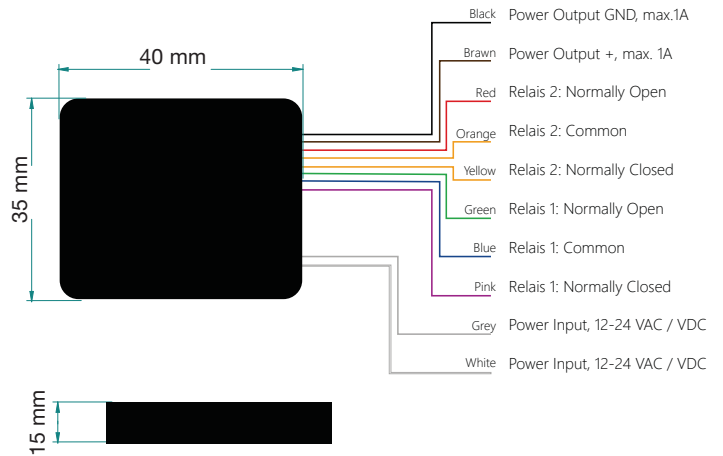 40 mm
35 mm
Black Power Output GND, max.1A
Brawn Power Output +, max. 1A
Red Relais 2: Normally Open
Orange Relais 2: Common
Yellow Relais 2: Normally Closed
Green Relais 1: Normally Open
Blue Relais 1: Common
Pink Relais 1: Normally Closed
Grey Power Input, 12-24 VAC / VDC
White Power Input, 12-24 VAC / VDC
15 mm